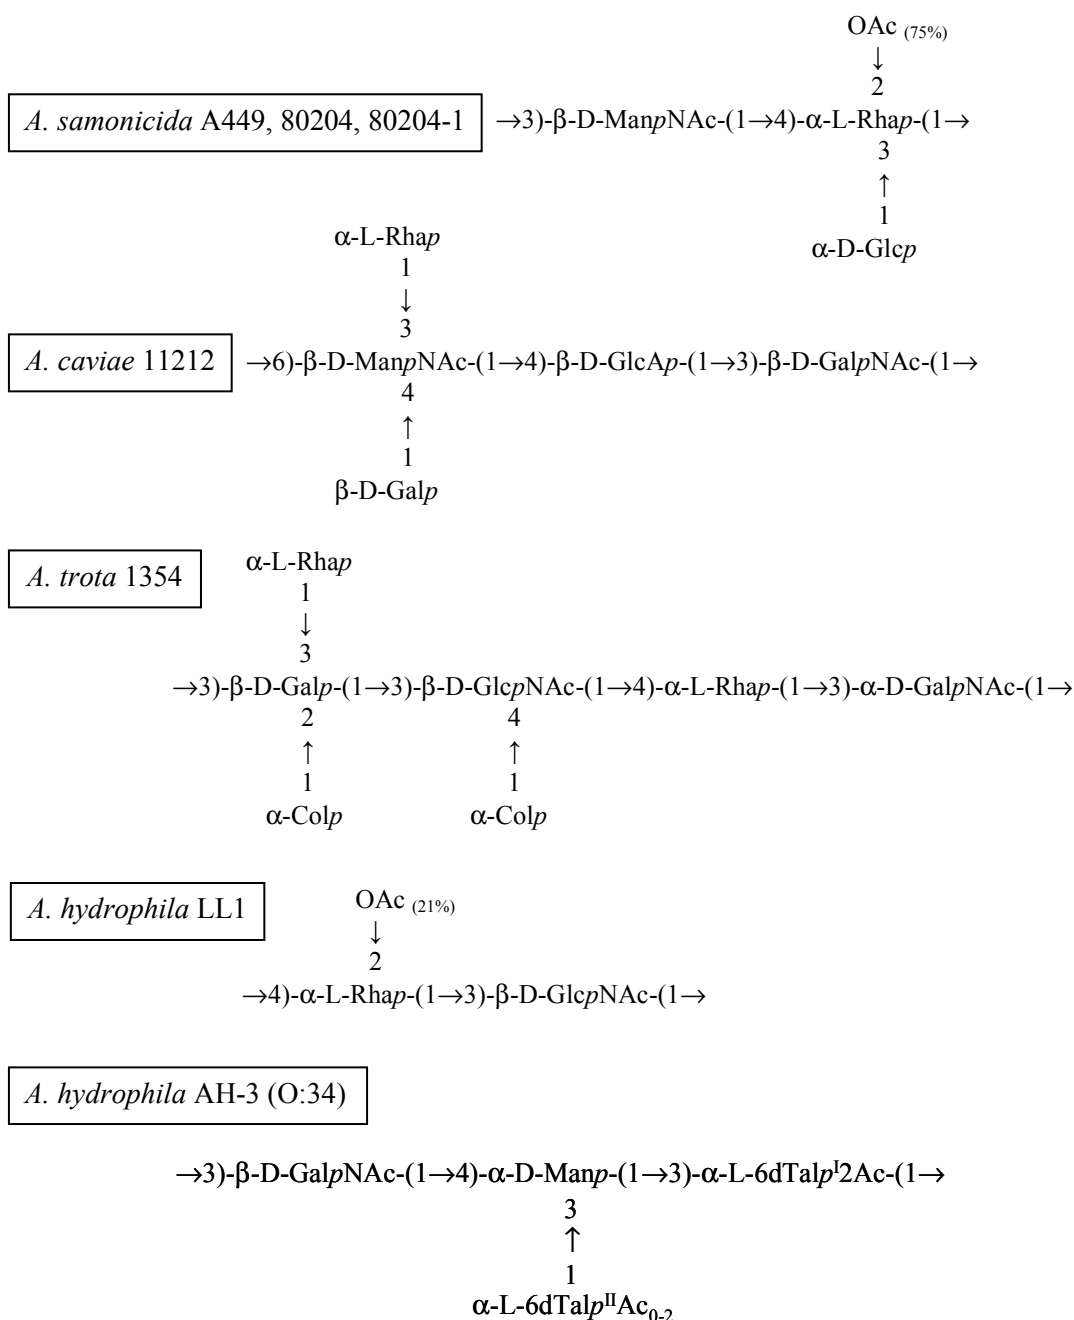 OAc (75%)
↓
2
A. samonicida A449, 80204, 80204-1
→3)-β-D-ManpNAc-(1→4)-α-L-Rhap-(1→
3
↑
1
α-D-Glcp
α-L-Rhap
1
↓
3
A. caviae 11212
→6)-β-D-ManpNAc-(1→4)-β-D-GlcAp-(1→3)-β-D-GalpNAc-(1→
4
↑
1
β-D-Galp
A. trota 1354
α-L-Rhap
1
↓
3
→3)-β-D-Galp-(1→3)-β-D-GlcpNAc-(1→4)-α-L-Rhap-(1→3)-α-D-GalpNAc-(1→
2 4
↑ ↑
1 1
α-Colp α-Colp
A. hydrophila LL1
OAc (21%)
↓
2
→4)-α-L-Rhap-(1→3)-β-D-GlcpNAc-(1→
A. hydrophila AH-3 (O:34)
→3)-β-D-GalpNAc-(1→4)-α-D-Manp-(1→3)-α-L-6dTalpᴵ2Ac-(1→
3
↑
1
α-L-6dTalpᴵᴵAc₀₋₂